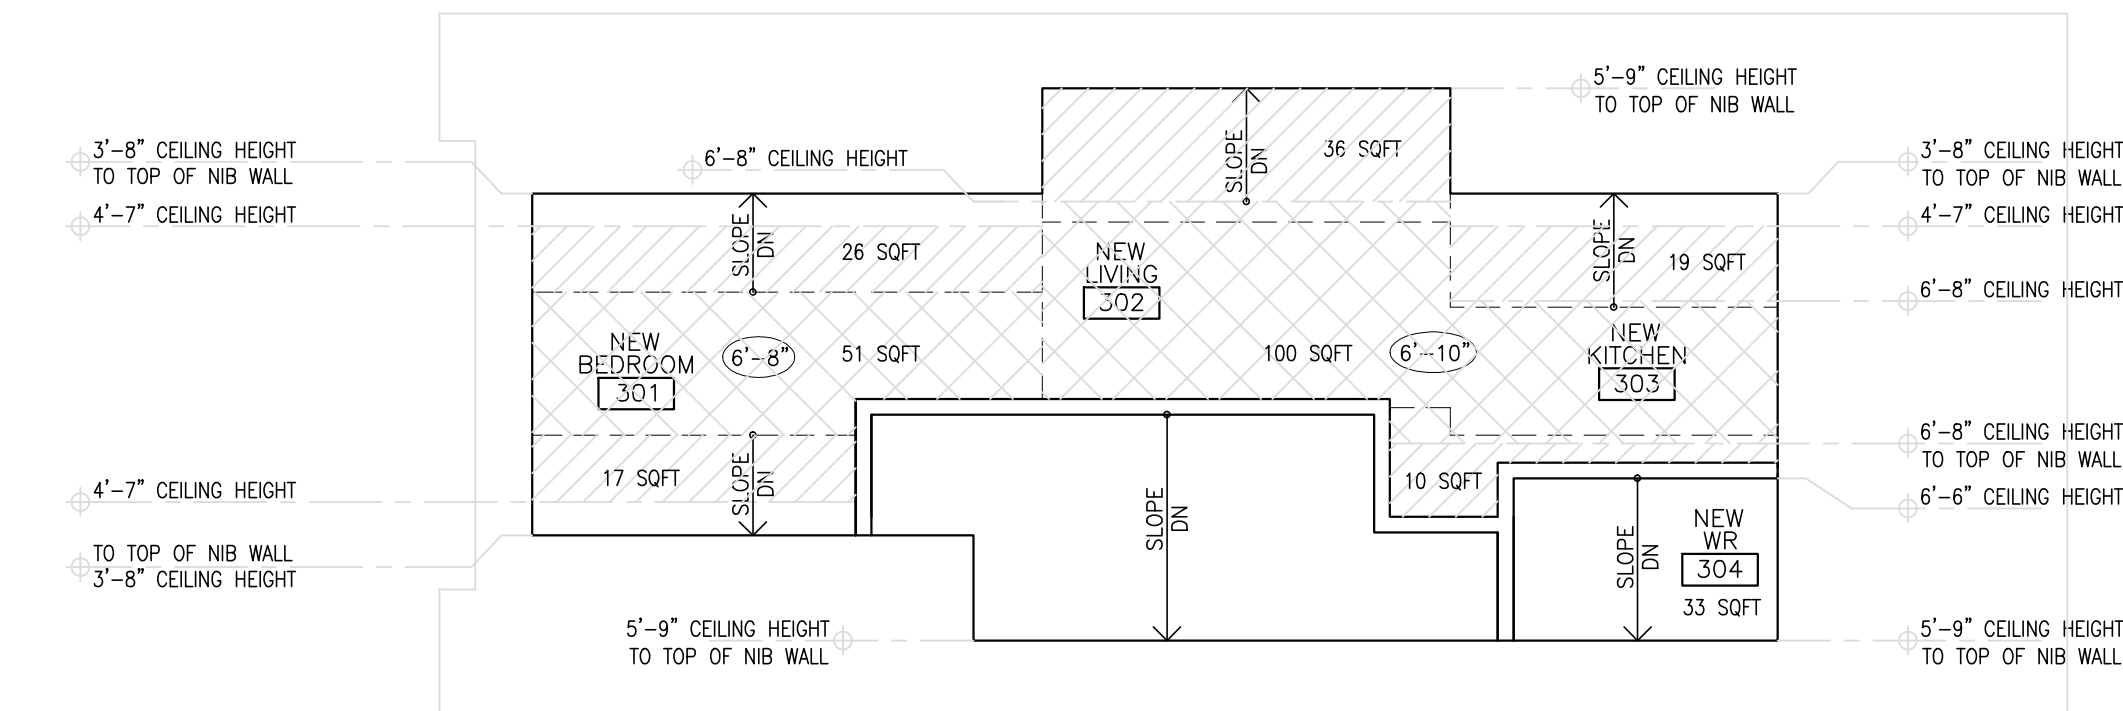 5'-9" CEILING HEIGHT
TO TOP OF NIB WALL
3'-8" CEILING HEIGHT
TO TOP OF NIB WALL
6'-8" CEILING HEIGHT
SLOPE
DN
36 SQFT
3'-8" CEILING HEIGHT
TO TOP OF NIB WALL
4'-7" CEILING HEIGHT
4'-7" CEILING HEIGHT
SLOPE
DN
26 SQFT
NEW
LIVING
302
SLOPE
DN
19 SQFT
6'-8" CEILING HEIGHT
NEW
BEDROOM
301
6'-8"
51 SQFT
100 SQFT
6'-10"
NEW
KITCHEN
303
6'-8" CEILING HEIGHT
TO TOP OF NIB WALL
17 SQFT
SLOPE
DN
10 SQFT
4'-7" CEILING HEIGHT
6'-6" CEILING HEIGHT
SLOPE
DN
SLOPE
DN
NEW
WR
304
33 SQFT
TO TOP OF NIB WALL
3'-8" CEILING HEIGHT
5'-9" CEILING HEIGHT
TO TOP OF NIB WALL
5'-9" CEILING HEIGHT
TO TOP OF NIB WALL